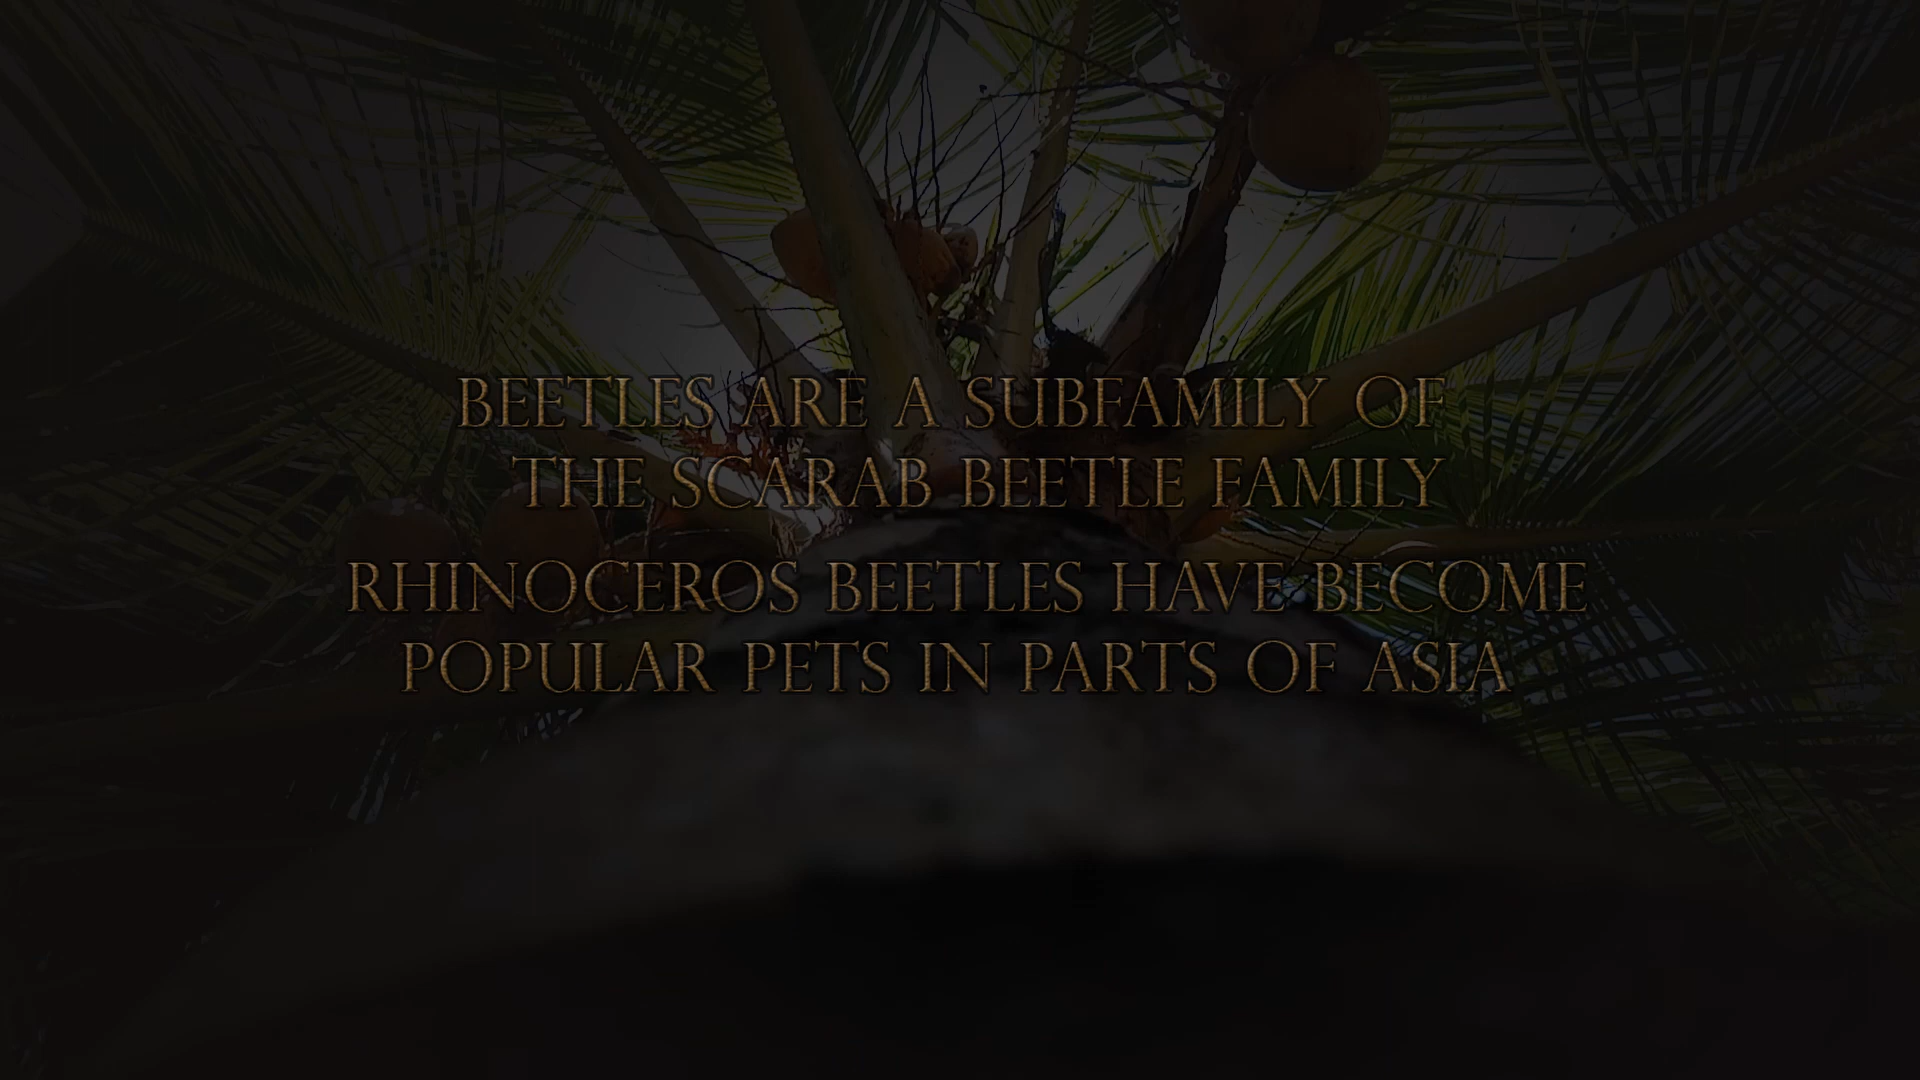 BEETLES ARE A SUBFAMILY OF
THE SCARAB BEETLE FAMILY
RHINOCEROS BEETLES HAVE BECOME
POPULAR PETS IN PARTS OF ASIA